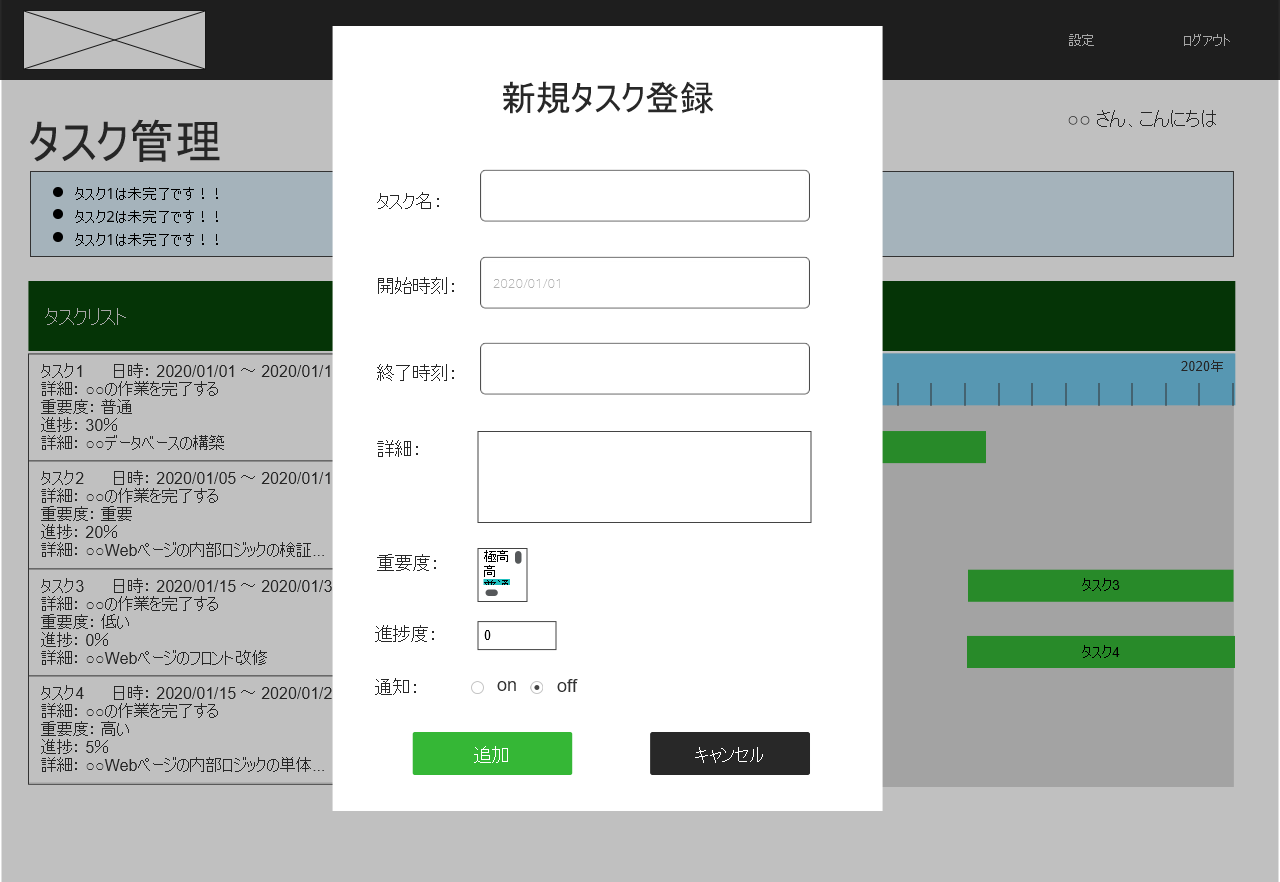 設定
ログアウト
新規タスク登録
○○ さん、こんにちは
タスク管理
タスク1は未完了です！！
タスク2は未完了です！！
タスク1は未完了です！！
タスクリスト
2020年
タスク1 日時： 2020/01/01 ～ 2020/01/1
詳細： ○○の作業を完了する
重要度： 普通
進捗： 30%
詳細： ○○データベースの構築
タスク2 日時： 2020/01/05 ～ 2020/01/1
詳細： ○○の作業を完了する
重要度： 重要
進捗： 20%
詳細： ○○Webページの内部ロジックの検証...
タスク3 日時： 2020/01/15 ～ 2020/01/3
詳細： ○○の作業を完了する
重要度： 低い
進捗： 0%
詳細： ○○Webページのフロント改修
タスク4 日時： 2020/01/15 ～ 2020/01/2
詳細： ○○の作業を完了する
重要度： 高い
進捗： 5%
詳細： ○○Webページの内部ロジックの単体...
タスク名：
開始時刻： 2020/01/01
終了時刻：
詳細：
重要度： 極高
高
普通
進捗度： 0
通知： on off
追加 キャンセル
タスク3
タスク4